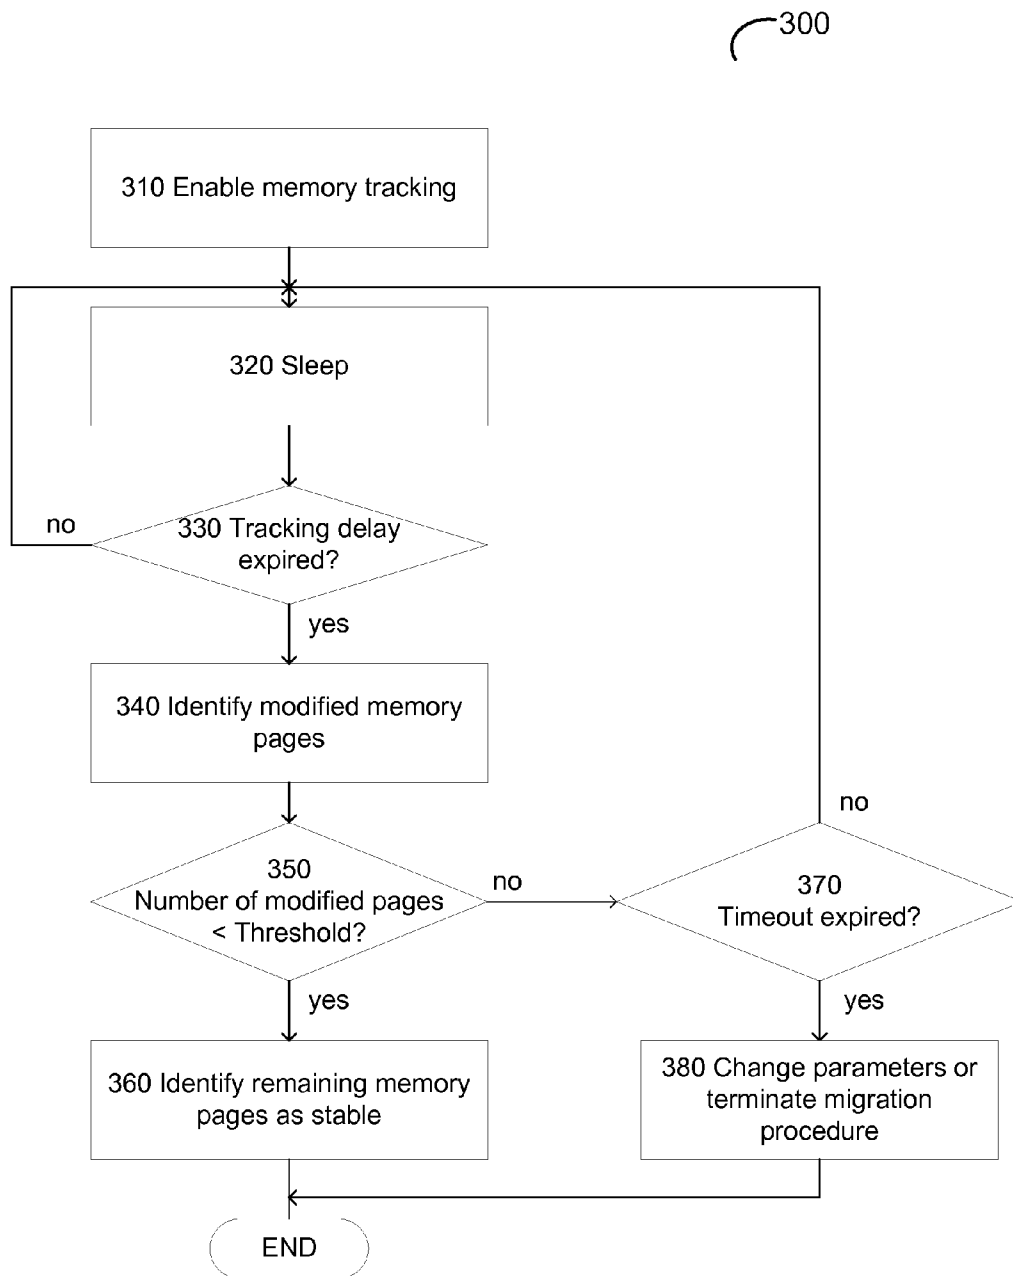 300
310 Enable memory tracking
320 Sleep
no
330 Tracking delay
expired?
yes
340 Identify modified memory
pages
350
Number of modified pages
< Threshold?
no
370
Timeout expired?
no
yes
yes
360 Identify remaining memory
pages as stable
380 Change parameters or
terminate migration
procedure
END